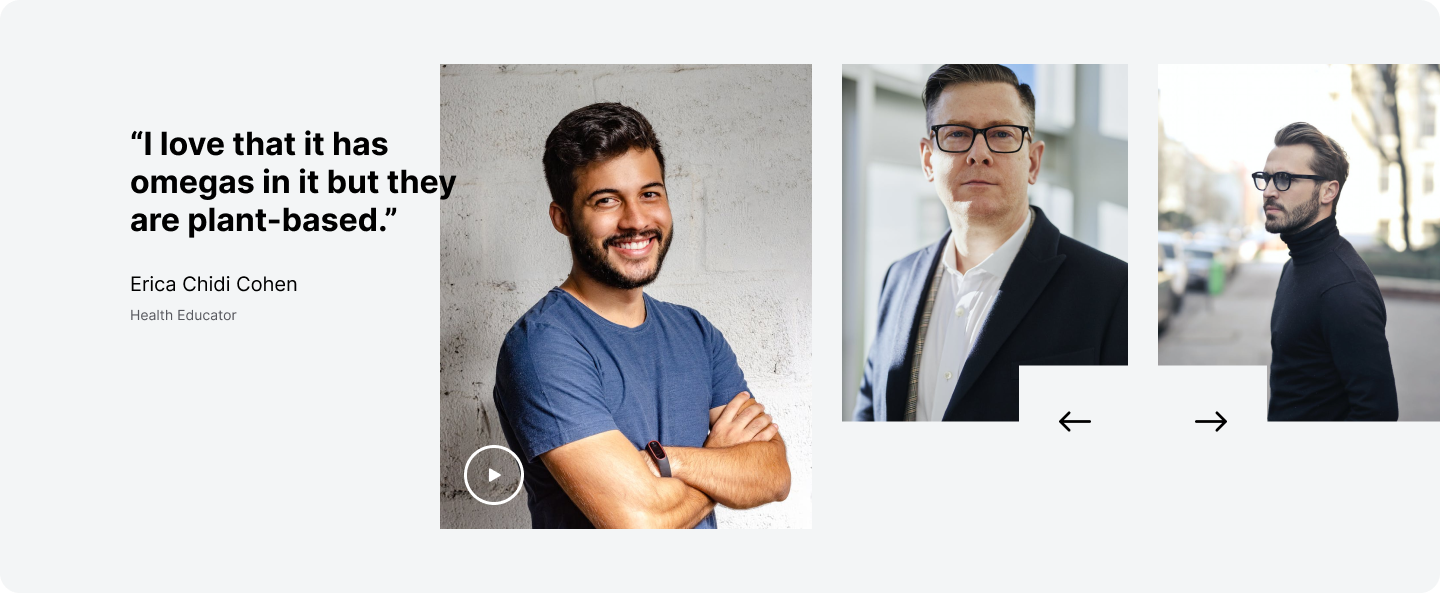 “I love that it has
omegas in it but they
are plant-based.”
Erica Chidi Cohen
Health Educator